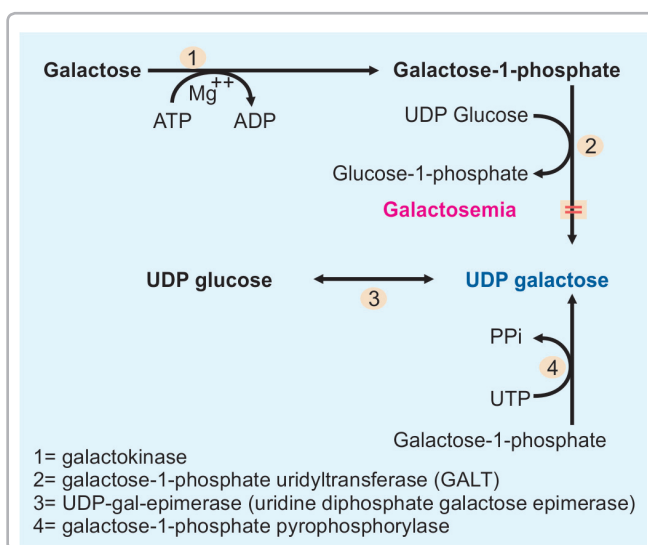 1
Galactose
Galactose-1-phosphate
Mg++
ATP
ADP
UDP Glucose
2
Glucose-1-phosphate
Galactosemia
UDP glucose
UDP galactose
3
PPi
4
UTP
Galactose-1-phosphate
1= galactokinase
2= galactose-1-phosphate uridyltransferase (GALT)
3= UDP-gal-epimerase (uridine diphosphate galactose epimerase)
4= galactose-1-phosphate pyrophosphorylase